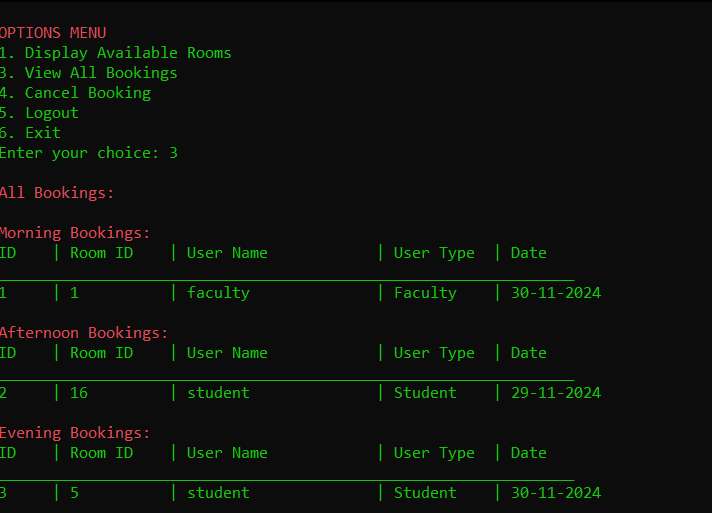 OPTIONS MENU
1. Display Available Rooms
3. View All Bookings
4. Cancel Booking
5. Logout
6. Exit
Enter your choice: 3
All Bookings:
Morning Bookings:
ID | Room ID | User Name | User Type | Date
1 | 1 | faculty | Faculty | 30-11-2024
Afternoon Bookings:
ID | Room ID | User Name | User Type | Date
2 | 16 | student | Student | 29-11-2024
Evening Bookings:
ID | Room ID | User Name | User Type | Date
3 | 5 | student | Student | 30-11-2024